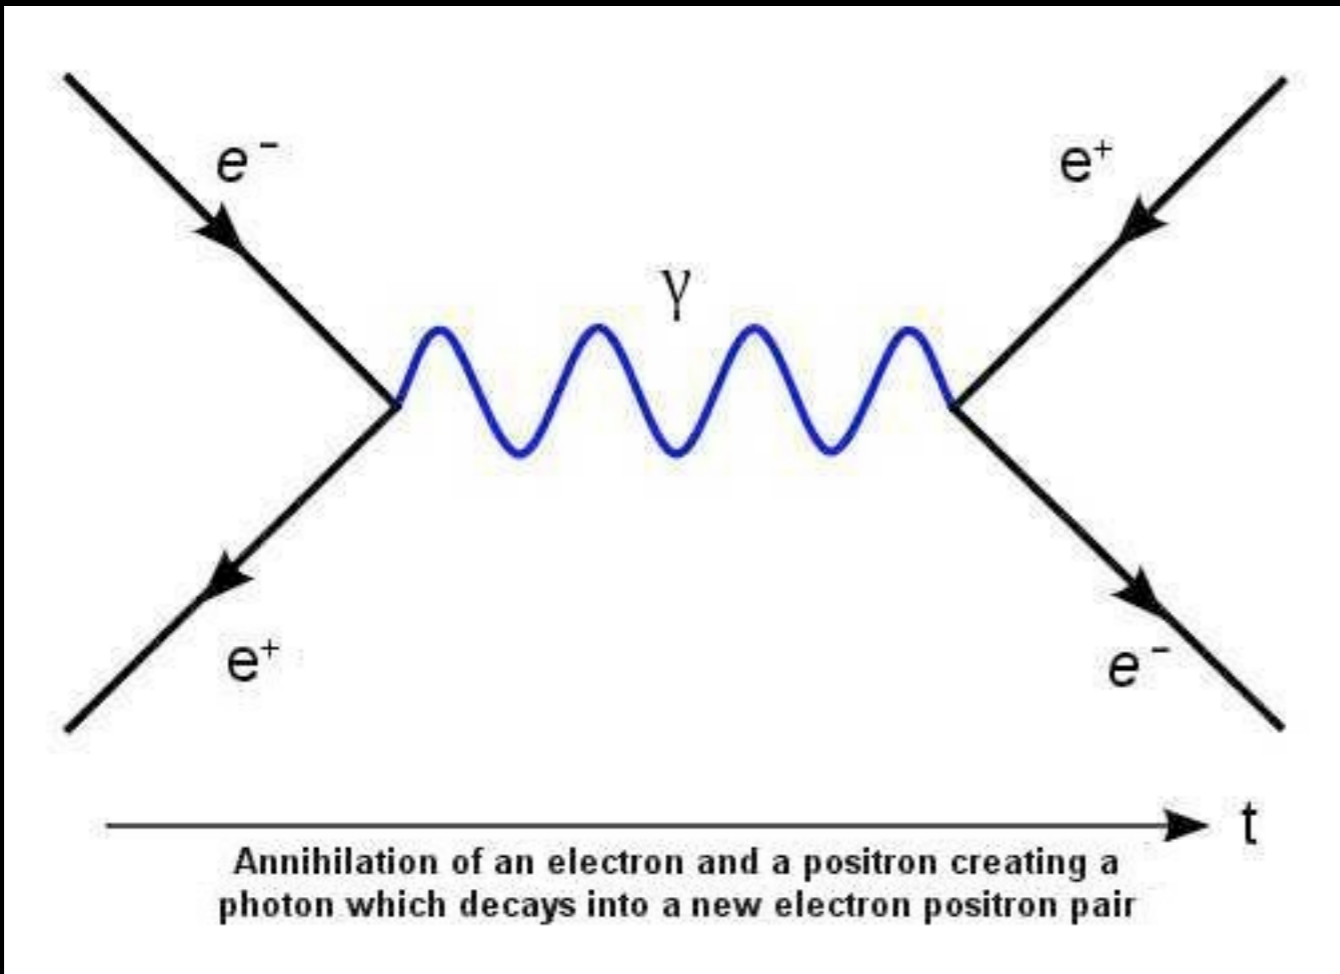 e⁻
e⁺
γ
e⁺
e⁻
t
Annihilation of an electron and a positron creating a
photon which decays into a new electron positron pair